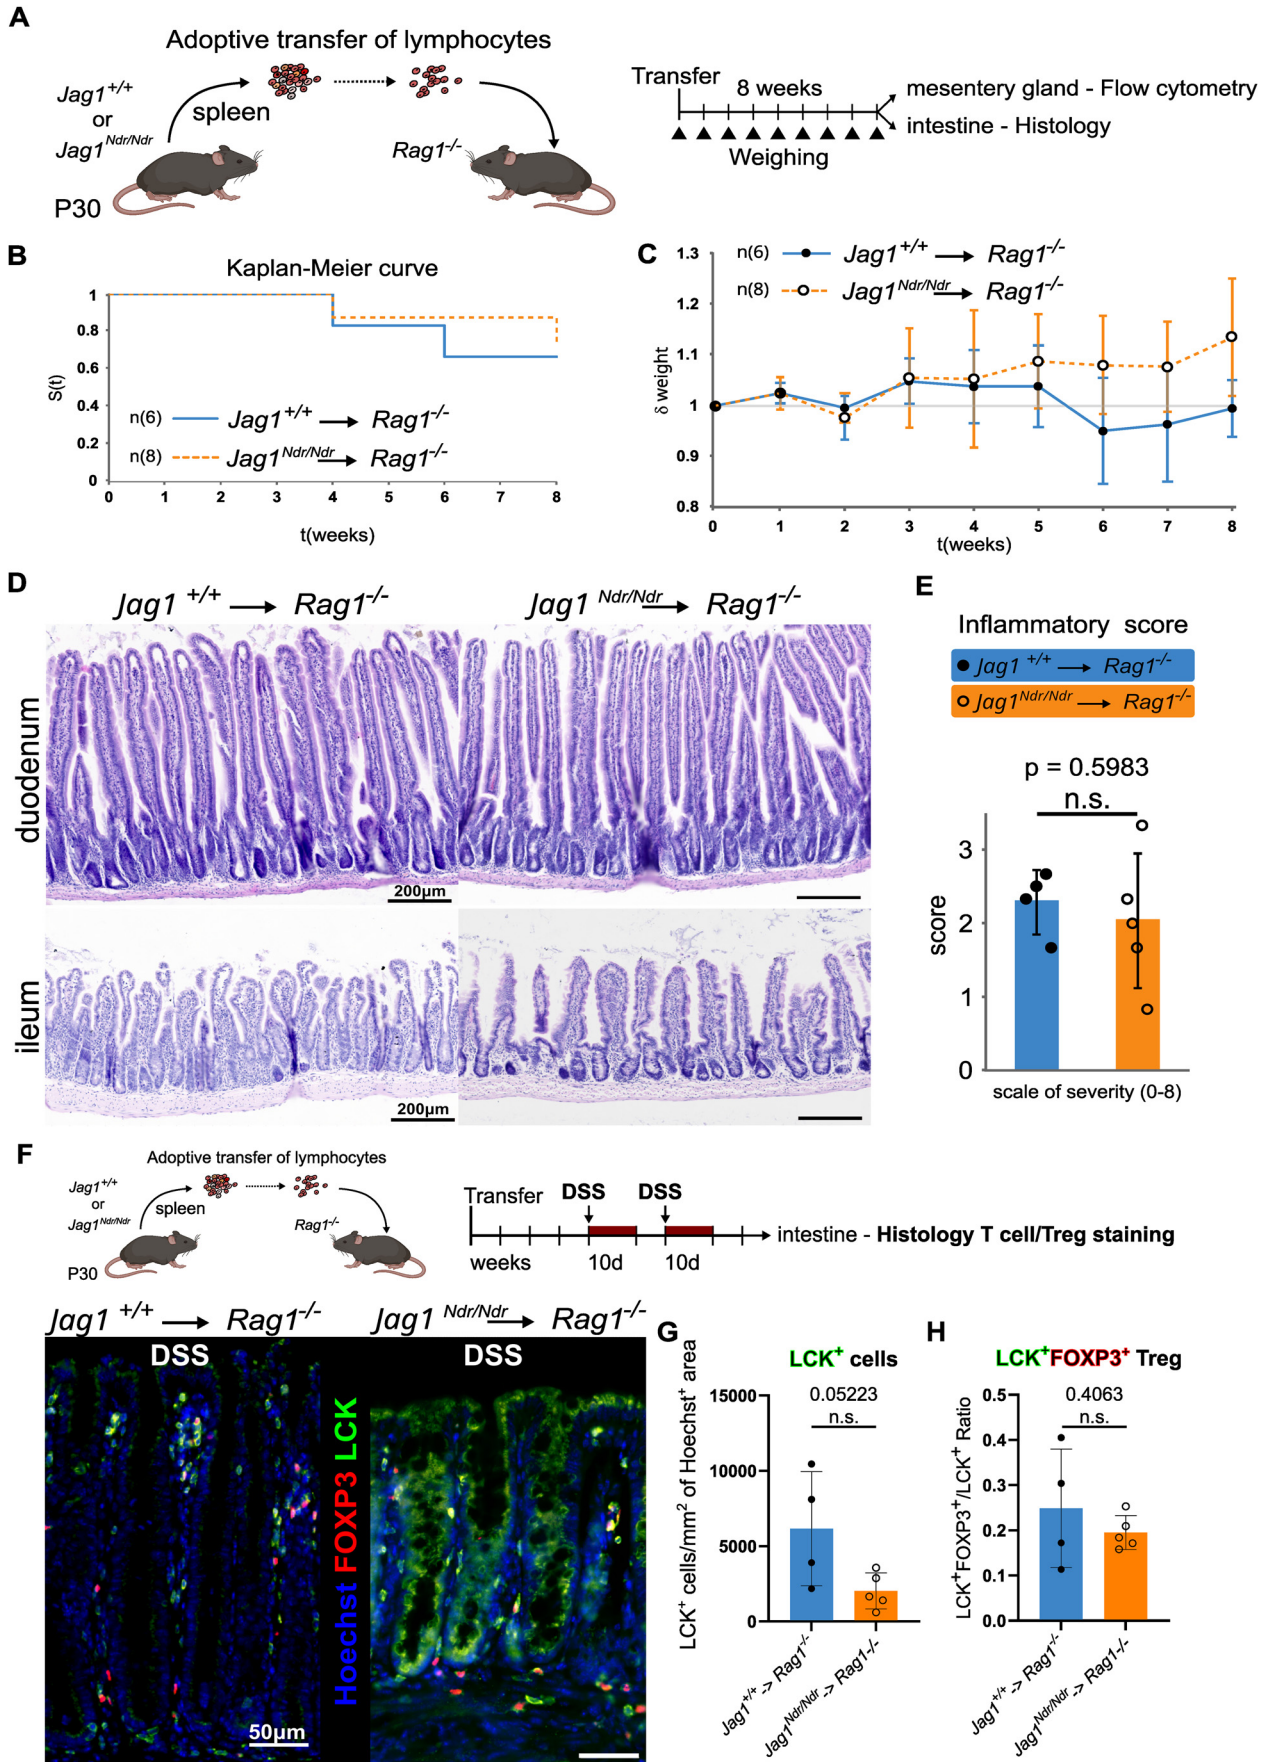 A
Adoptive transfer of lymphocytes
Jag1+/+
or
Jag1Ndr/Ndr
spleen
P30
Rag1-/-
Transfer
8 weeks
Weighing
mesentery gland - Flow cytometry
intestine - Histology
B
Kaplan-Meier curve
1
0.8
0.6
0.4
0.2
0
S(t)
n(6) Jag1+/+ → Rag1-/-
n(8) Jag1Ndr/Ndr → Rag1-/-
0 1 2 3 4 5 6 7 8
t(weeks)
C
n(6) Jag1+/+ → Rag1-/-
n(8) Jag1Ndr/Ndr → Rag1-/-
1.3
1.2
1.1
1
0.9
0.8
δ weight
0 1 2 3 4 5 6 7 8
t(weeks)
D
Jag1 +/+ → Rag1-/-
Jag1 Ndr/Ndr → Rag1-/-
duodenum
200µm
ileum
200µm
E
Inflammatory score
Jag1 +/+ → Rag1-/-
Jag1Ndr/Ndr → Rag1-/-
p = 0.5983
n.s.
3
2
1
0
score
scale of severity (0-8)
F
Adoptive transfer of lymphocytes
Jag1+/+
or
Jag1Ndr/Ndr
spleen
P30
Rag1-/-
Transfer DSS DSS
weeks 10d 10d
intestine - Histology T cell/Treg staining
Jag1 +/+ → Rag1-/-
Jag1 Ndr/Ndr → Rag1-/-
DSS
DSS
Hoechst FOXP3 LCK
50µm
G
LCK+ cells
0.05223
n.s.
15000
10000
5000
0
LCK+ cells/mm2 of Hoechst+ area
Jag1+/+ -> Rag1-/-
Jag1Ndr/Ndr -> Rag1-/-
H
LCK+FOXP3+ Treg
0.4063
n.s.
0.5
0.4
0.3
0.2
0.1
0.0
LCK+FOXP3+/LCK+ Ratio
Jag1+/+ -> Rag1-/-
Jag1Ndr/Ndr -> Rag1-/-